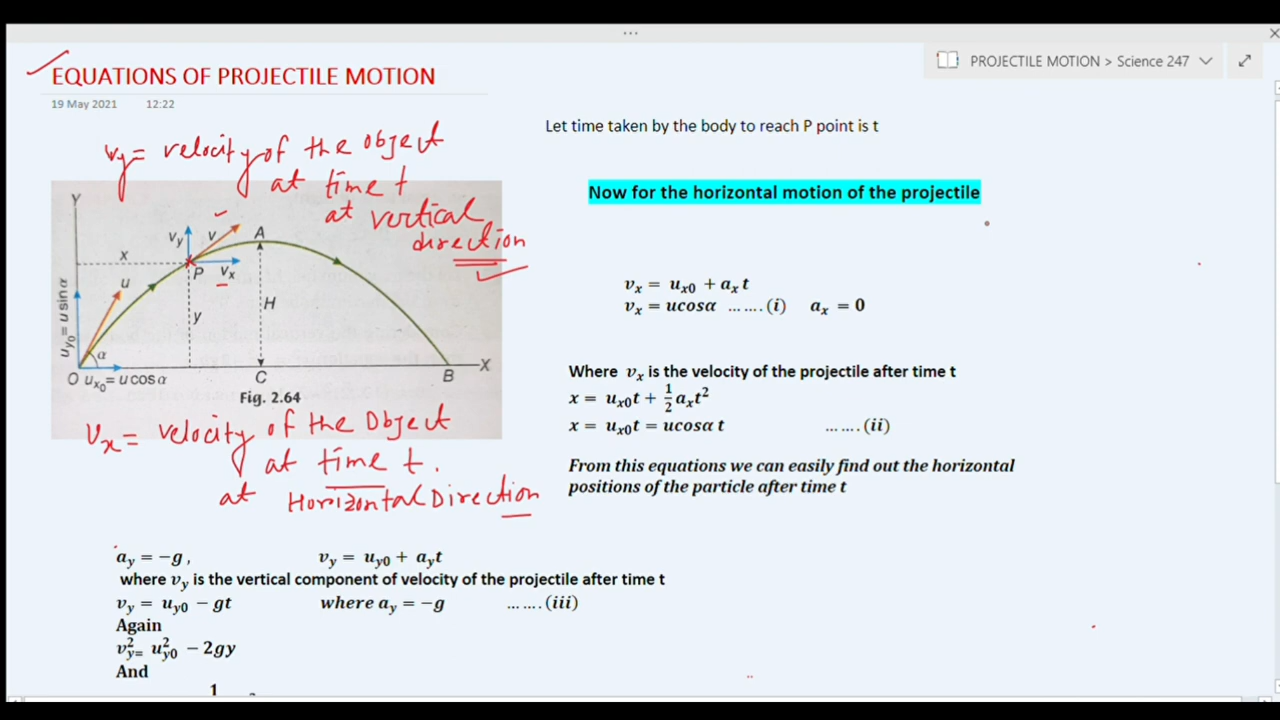 PROJECTILE MOTION > Science 247
EQUATIONS OF PROJECTILE MOTION
19 May 2021 12:22
vy = velocity of the object
at time t
at vertical
direction
Y
A
vy
v
x
P
vx
u
H
y
uy0 = u sin α
α
O
ux0 = u cos α
C
B
X
Fig. 2.64
vx = velocity of the Object
at time t.
at Horizontal Direction
Let time taken by the body to reach P point is t
Now for the horizontal motion of the projectile
vx = ux0 + axt
vx = ucosα ... .... (i) ax = 0
Where vx is the velocity of the projectile after time t
x = ux0t + 1/2 axt²
x = ux0t = ucosα t ... .... (ii)
From this equations we can easily find out the horizontal
positions of the particle after time t
ay = −g , vy = uy0 + ayt
where vy is the vertical component of velocity of the projectile after time t
vy = uy0 − gt where ay = −g ... .... (iii)
Again
vy²= uy0² − 2gy
And
1